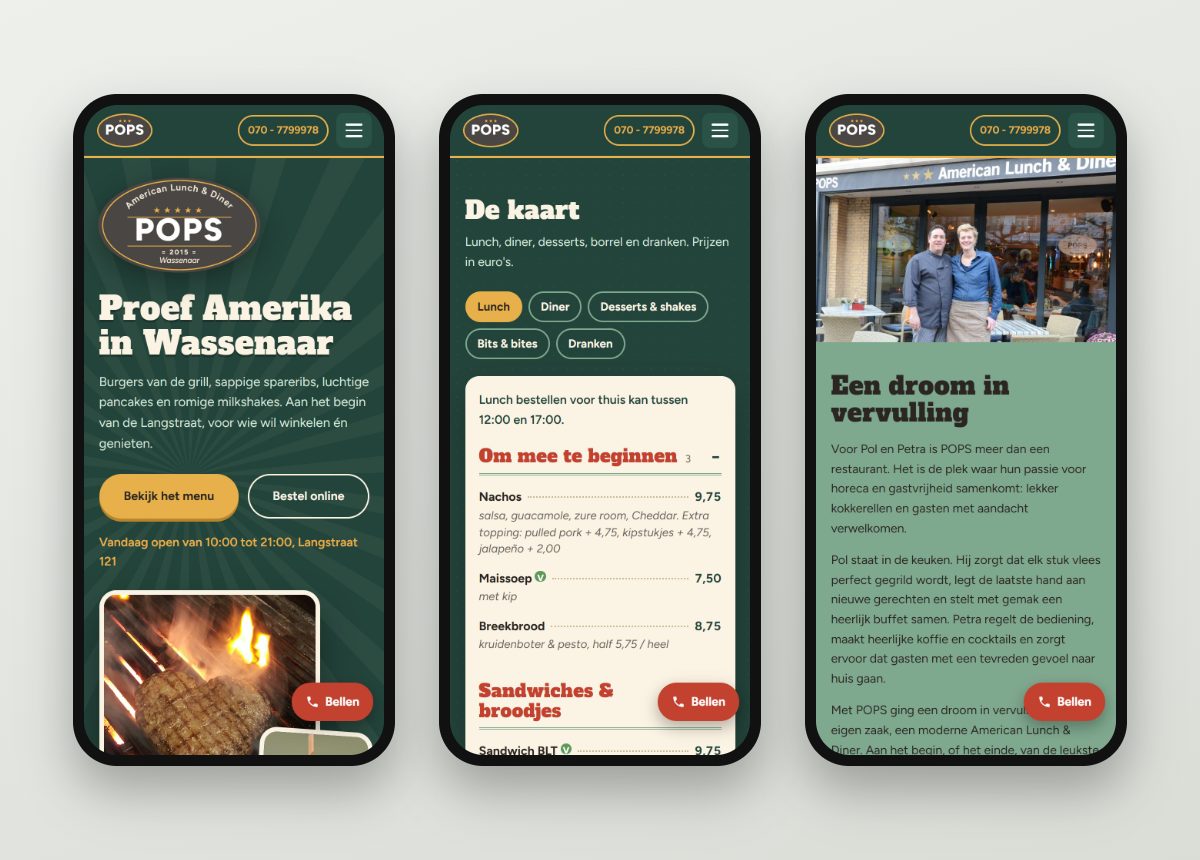 POPS
070 - 7799978
American Lunch & Diner
POPS
= 2015 =
Wassenaar
Proef Amerika
in Wassenaar
Burgers van de grill, sappige spareribs, luchtige
pancakes en romige milkshakes. Aan het begin
van de Langstraat, voor wie wil winkelen én
genieten.
Bekijk het menu
Bestel online
Vandaag open van 10:00 tot 21:00, Langstraat
121
Bellen
POPS
070 - 7799978
De kaart
Lunch, diner, desserts, borrel en dranken. Prijzen
in euro's.
Lunch
Diner
Desserts & shakes
Bits & bites
Dranken
Lunch bestellen voor thuis kan tussen
12:00 en 17:00.
Om mee te beginnen 3 –
Nachos 9,75
salsa, guacamole, zure room, Cheddar. Extra
topping: pulled pork + 4,75, kipstukjes + 4,75,
jalapeño + 2,00
Maissoep V 7,50
met kip
Breekbrood 8,75
kruidenboter & pesto, half 5,75 / heel
Sandwiches &
broodjes
Bellen
Sandwich BLT V 9,75
POPS
070 - 7799978
POPS
American Lunch & Dine
POPS
Een droom in
vervulling
Voor Pol en Petra is POPS meer dan een
restaurant. Het is de plek waar hun passie voor
horeca en gastvrijheid samenkomt: lekker
kokkerellen en gasten met aandacht
verwelkomen.
Pol staat in de keuken. Hij zorgt dat elk stuk vlees
perfect gegrild wordt, legt de laatste hand aan
nieuwe gerechten en stelt met gemak een
heerlijk buffet samen. Petra regelt de bediening,
maakt heerlijke koffie en cocktails en zorgt
ervoor dat gasten met een tevreden gevoel naar
huis gaan.
Bellen
Met POPS ging een droom in vervu
eigen zaak, een moderne American Lunch &
Diner. Aan het begin, of het einde, van de leukste